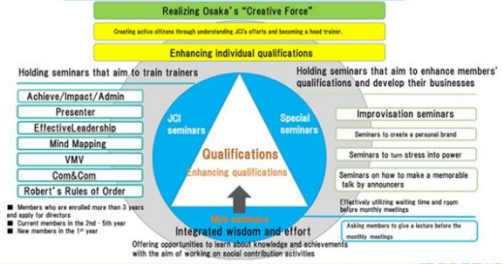 Realizing Osaka's "Creative Force"
Creating active citizens through understanding JCI's efforts and becoming a head trainer.
Enhancing individual qualifications
Holding seminars that aim to train trainers
Holding seminars that aim to enhance members'
qualifications and develop their businesses
Achieve/Impact/Admin
Presenter
EffectiveLeadership
Mind Mapping
VMV
Com&Com
Robert's Rules of Order
■ Members who are enrolled more than 3 years
and apply for directors
■ Current members in the 2nd - 5th year
■ New members in the 1st year
JCI
seminars
Special
seminars
Qualifications
Enhancing qualifications
Mini seminars
Integrated wisdom and effort
Offering opportunities to learn about knowledge and achievements
with the aim of working on social contribution activities
Improvisation seminars
Seminars to create a personal brand
Seminars to turn stress into power
Seminars on how to make a memorable
talk by announcers
Effectively utilizing waiting time and room
before monthly meetings
Asking members to give a lecture before the
monthly meetings